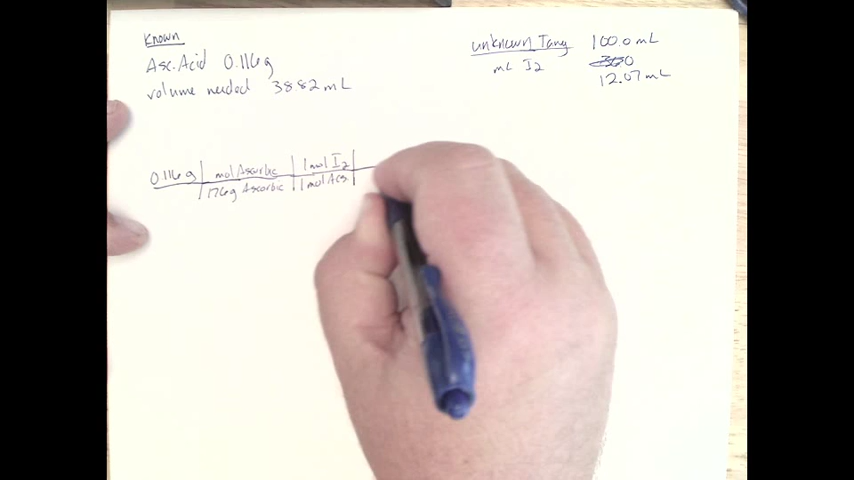 Known
Asc. Acid 0.116g
volume needed 38.82 mL
unknown Tang 100.0 mL
mL I2
12.07 mL
0.116g | mol Ascorbic | 1 mol I2 |
176g Ascorbic | 1 mol Acs.